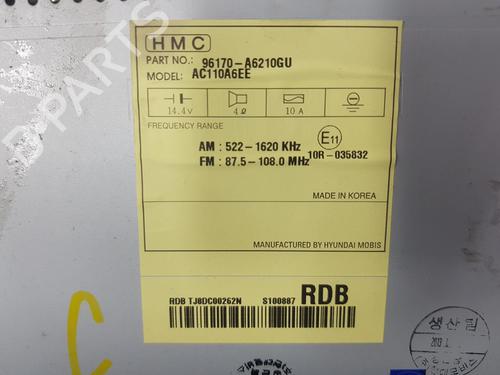 HMC
PART NO.: 96170-A6210GU
MODEL: AC110A6EE
14.4V 4Ω 10A
FREQUENCY RANGE
AM : 522-1620 KHz
FM : 87.5-108.0 MHz
E11
10R-035832
MADE IN KOREA
MANUFACTURED BY HYUNDAI MOBIS
RDB TJ8DC00262N S100887 RDB
생산팀
C